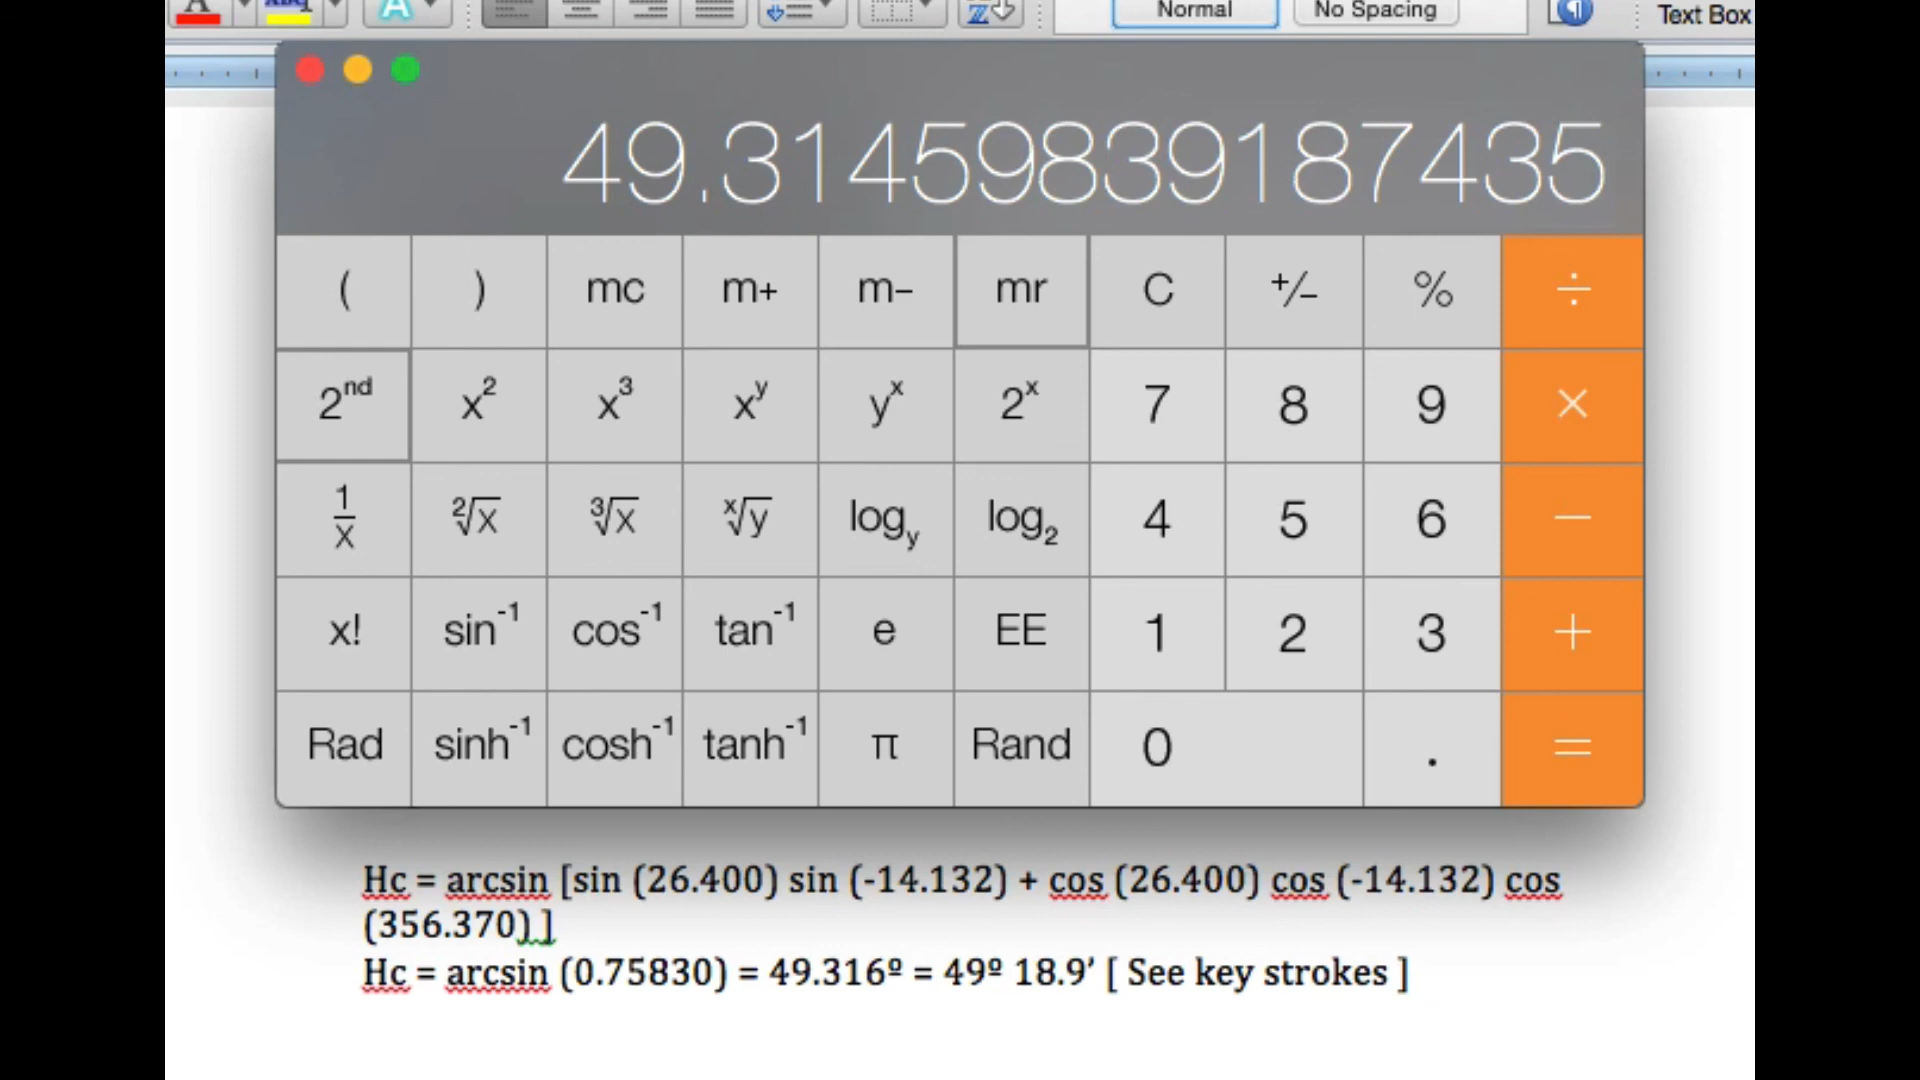 Normal
No Spacing
Text Box
49.31459839187435
( ) mc m+ m– mr C +/– % ÷
2nd x² x³ xʸ yˣ 2ˣ 7 8 9 ×
1/x ²√x ³√x ˣ√y logy log₂ 4 5 6 −
x! sin⁻¹ cos⁻¹ tan⁻¹ e EE 1 2 3 +
Rad sinh⁻¹ cosh⁻¹ tanh⁻¹ π Rand 0 . =
Hc = arcsin [sin (26.400) sin (-14.132) + cos (26.400) cos (-14.132) cos
(356.370) ]
Hc = arcsin (0.75830) = 49.316º = 49º 18.9’ [ See key strokes ]